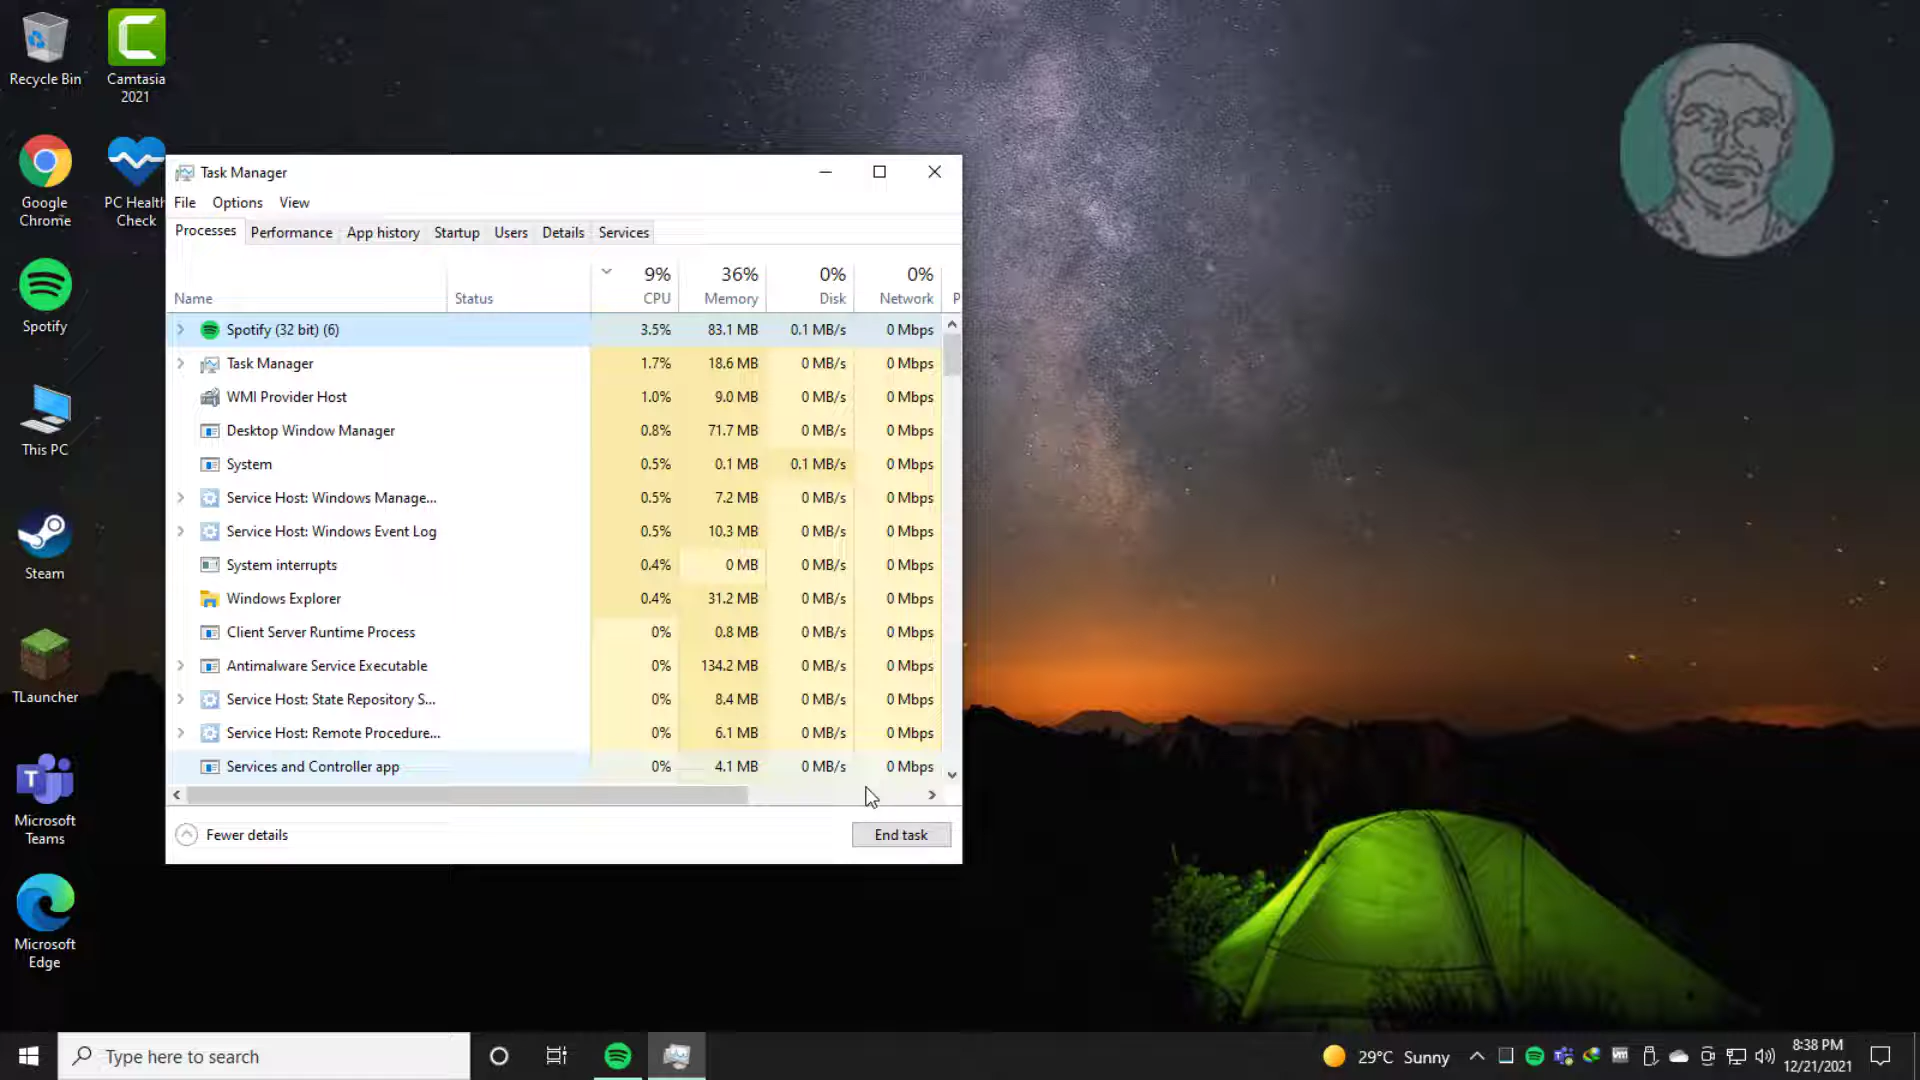 Recycle Bin
Camtasia
2021
Google
Chrome
PC Health
Check
Spotify
This PC
Steam
TLauncher
Microsoft
Teams
Microsoft
Edge
Task Manager
File Options View
Processes Performance App history Startup Users Details Services
9% 36% 0% 0%
Name Status CPU Memory Disk Network P
Spotify (32 bit) (6) 3.5% 83.1 MB 0.1 MB/s 0 Mbps
Task Manager 1.7% 18.6 MB 0 MB/s 0 Mbps
WMI Provider Host 1.0% 9.0 MB 0 MB/s 0 Mbps
Desktop Window Manager 0.8% 71.7 MB 0 MB/s 0 Mbps
System 0.5% 0.1 MB 0.1 MB/s 0 Mbps
Service Host: Windows Manage... 0.5% 7.2 MB 0 MB/s 0 Mbps
Service Host: Windows Event Log 0.5% 10.3 MB 0 MB/s 0 Mbps
System interrupts 0.4% 0 MB 0 MB/s 0 Mbps
Windows Explorer 0.4% 31.2 MB 0 MB/s 0 Mbps
Client Server Runtime Process 0% 0.8 MB 0 MB/s 0 Mbps
Antimalware Service Executable 0% 134.2 MB 0 MB/s 0 Mbps
Service Host: State Repository S... 0% 8.4 MB 0 MB/s 0 Mbps
Service Host: Remote Procedure... 0% 6.1 MB 0 MB/s 0 Mbps
Services and Controller app 0% 4.1 MB 0 MB/s 0 Mbps
Fewer details End task
Type here to search
29°C Sunny
8:38 PM
12/21/2021